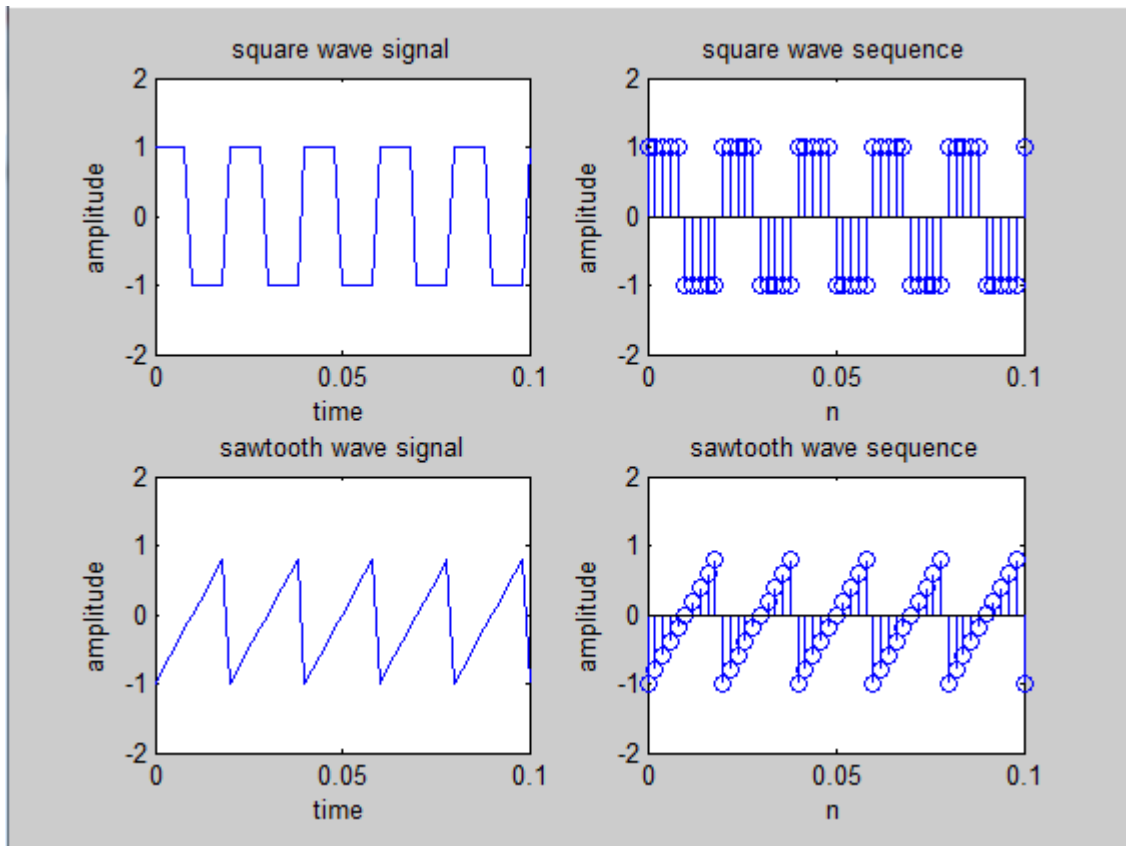 square wave signal
2
1
0
-1
-2
amplitude
0 0.05 0.1
time
square wave sequence
2
1
0
-1
-2
amplitude
0 0.05 0.1
n
sawtooth wave signal
2
1
0
-1
-2
amplitude
0 0.05 0.1
time
sawtooth wave sequence
2
1
0
-1
-2
amplitude
0 0.05 0.1
n